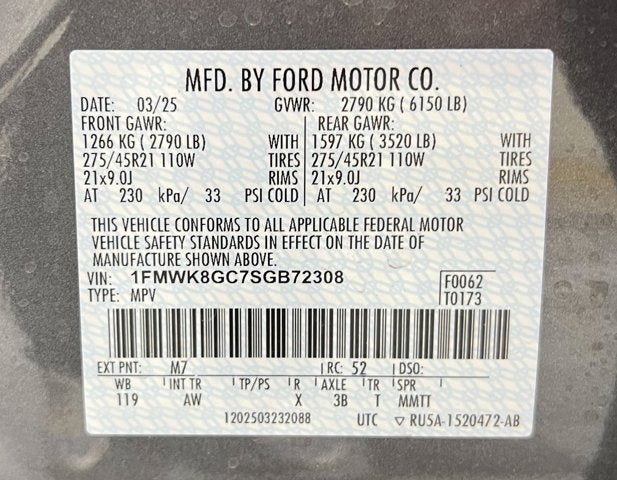 MFD. BY FORD MOTOR CO.
DATE: 03/25 GVWR: 2790 KG ( 6150 LB)
FRONT GAWR: REAR GAWR:
1266 KG ( 2790 LB) WITH 1597 KG ( 3520 LB) WITH
275/45R21 110W TIRES 275/45R21 110W TIRES
21x9.0J RIMS 21x9.0J RIMS
AT 230 kPa/ 33 PSI COLD AT 230 kPa/ 33 PSI COLD
THIS VEHICLE CONFORMS TO ALL APPLICABLE FEDERAL MOTOR
VEHICLE SAFETY STANDARDS IN EFFECT ON THE DATE OF
MANUFACTURE SHOWN ABOVE.
VIN: 1FMWK8GC7SGB72308 F0062
TYPE: MPV T0173
EXT PNT: M7 RC: 52 DSO:
WB INT TR TP/PS R AXLE TR SPR
119 AW X 3B T MMTT
1202503232088 UTC ▽ RU5A-1520472-AB